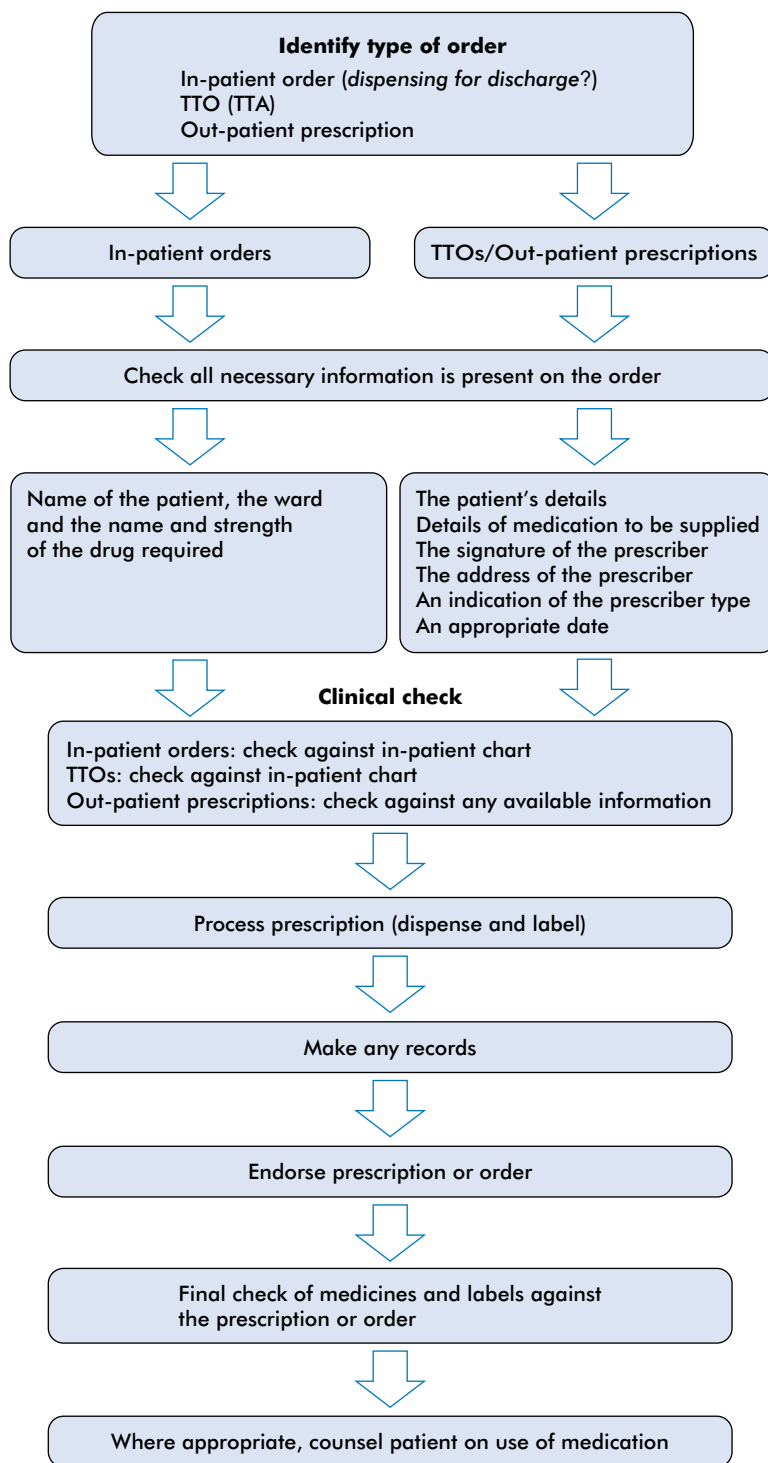 Identify type of order
In-patient order (dispensing for discharge?)
TTO (TTA)
Out-patient prescription
In-patient orders
TTOs/Out-patient prescriptions
Check all necessary information is present on the order
Name of the patient, the ward
and the name and strength
of the drug required
The patient's details
Details of medication to be supplied
The signature of the prescriber
The address of the prescriber
An indication of the prescriber type
An appropriate date
Clinical check
In-patient orders: check against in-patient chart
TTOs: check against in-patient chart
Out-patient prescriptions: check against any available information
Process prescription (dispense and label)
Make any records
Endorse prescription or order
Final check of medicines and labels against
the prescription or order
Where appropriate, counsel patient on use of medication